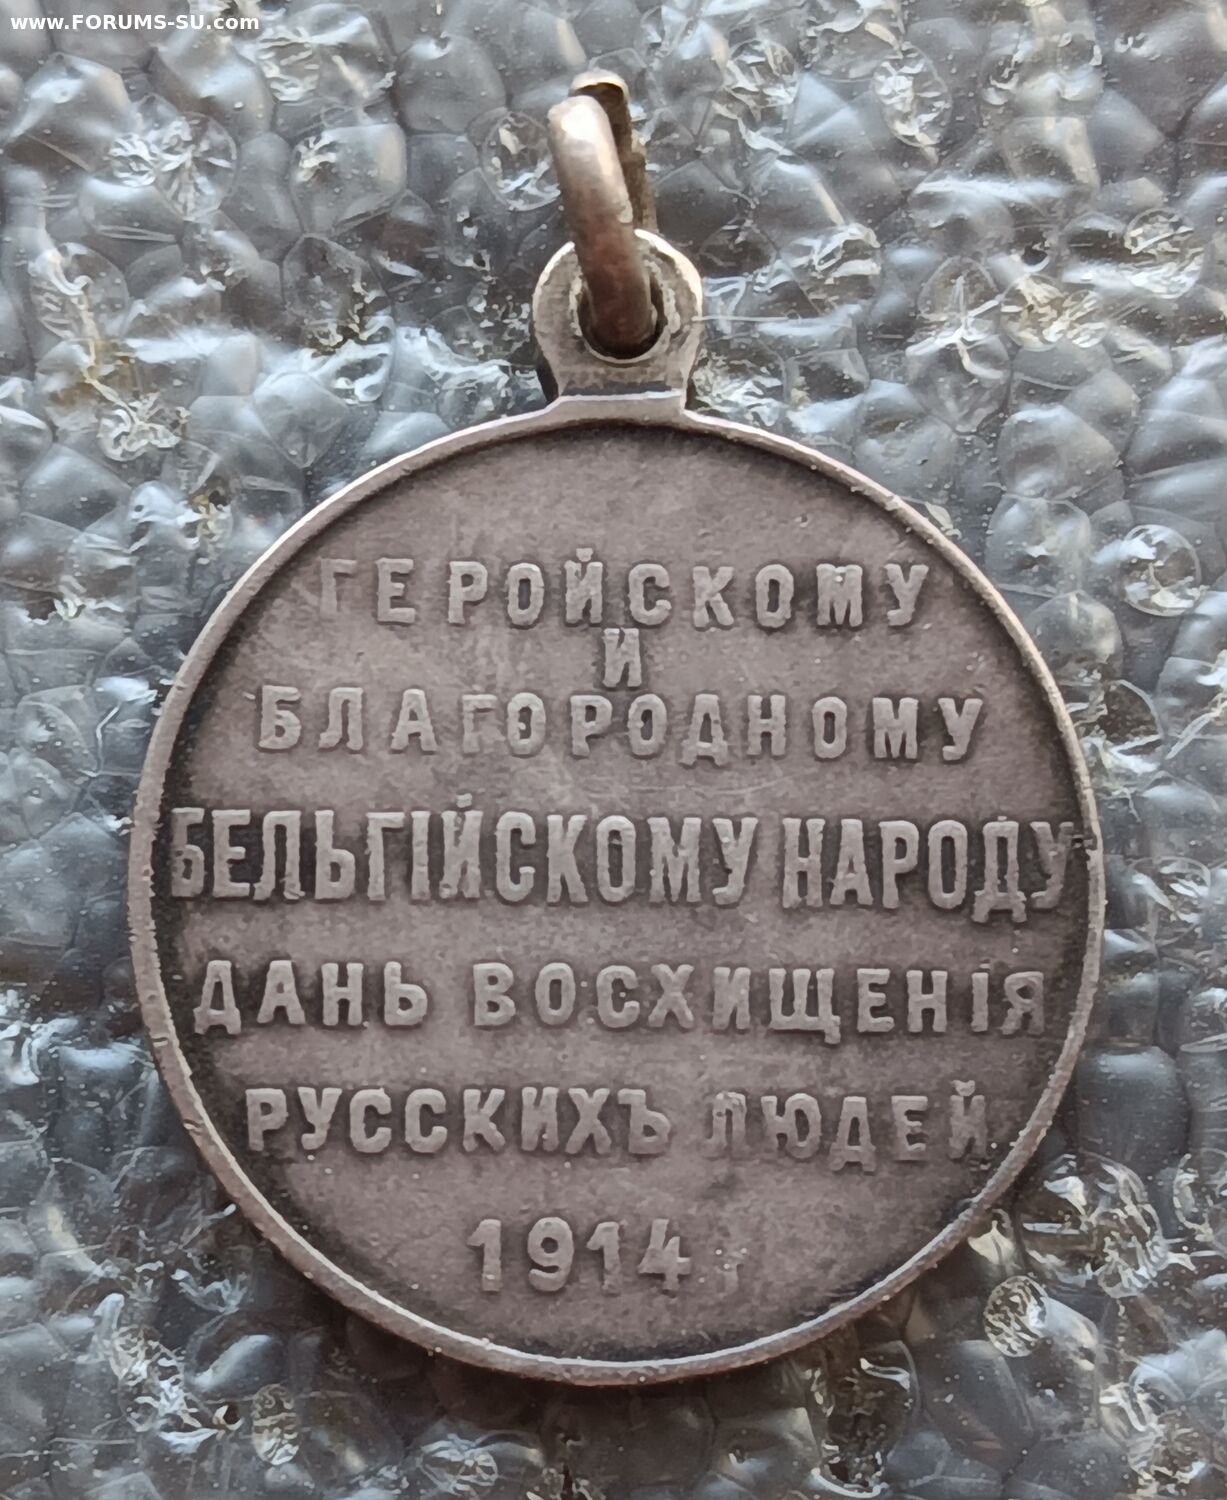 www.FORUMS-SU.com
ГЕРОЙСКОМУ
И
БЛАГОРОДНОМУ
БЕЛЬГІЙСКОМУ НАРОДУ
ДАНЬ ВОСХИЩЕНІЯ
РУССКИХЪ ЛЮДЕЙ
1914 г